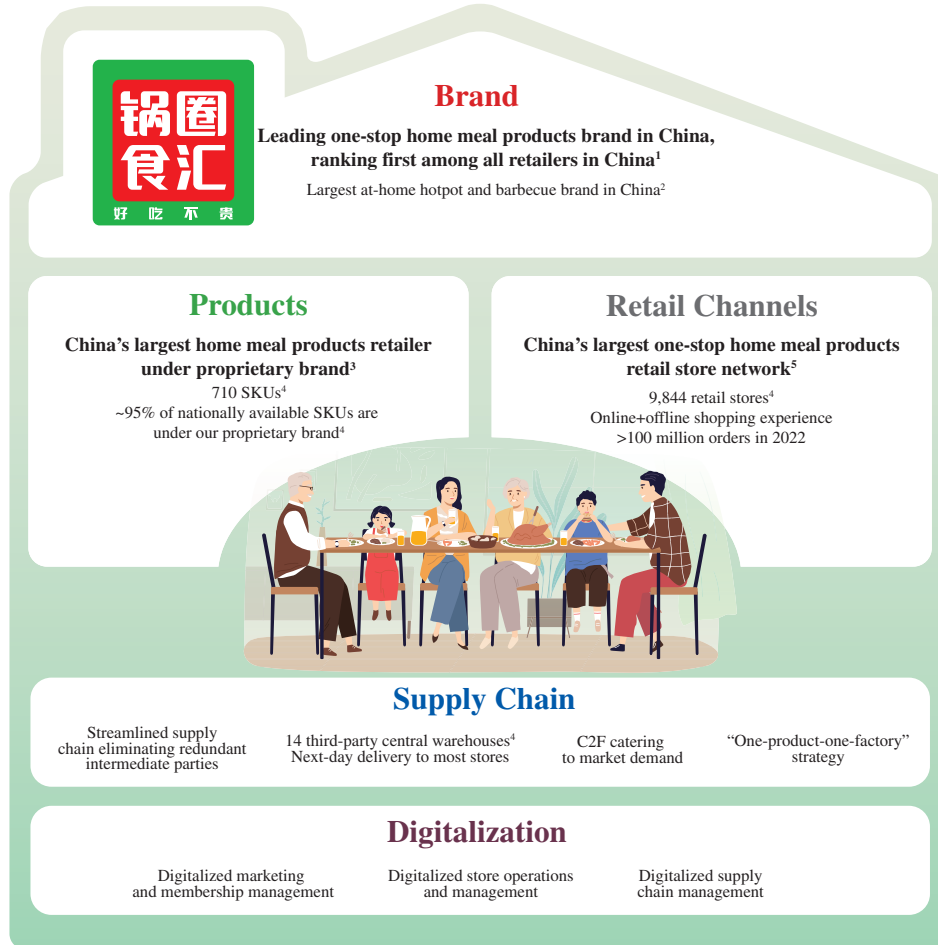 锅圈
食汇
好吃不贵
Brand
Leading one-stop home meal products brand in China,
ranking first among all retailers in China¹
Largest at-home hotpot and barbecue brand in China²
Products
China's largest home meal products retailer
under proprietary brand³
710 SKUs⁴
~95% of nationally available SKUs are
under our proprietary brand⁴
Retail Channels
China's largest one-stop home meal products
retail store network⁵
9,844 retail stores⁴
Online+offline shopping experience
>100 million orders in 2022
Supply Chain
Streamlined supply
chain eliminating redundant
intermediate parties
14 third-party central warehouses⁴
Next-day delivery to most stores
C2F catering
to market demand
“One-product-one-factory”
strategy
Digitalization
Digitalized marketing
and membership management
Digitalized store operations
and management
Digitalized supply
chain management